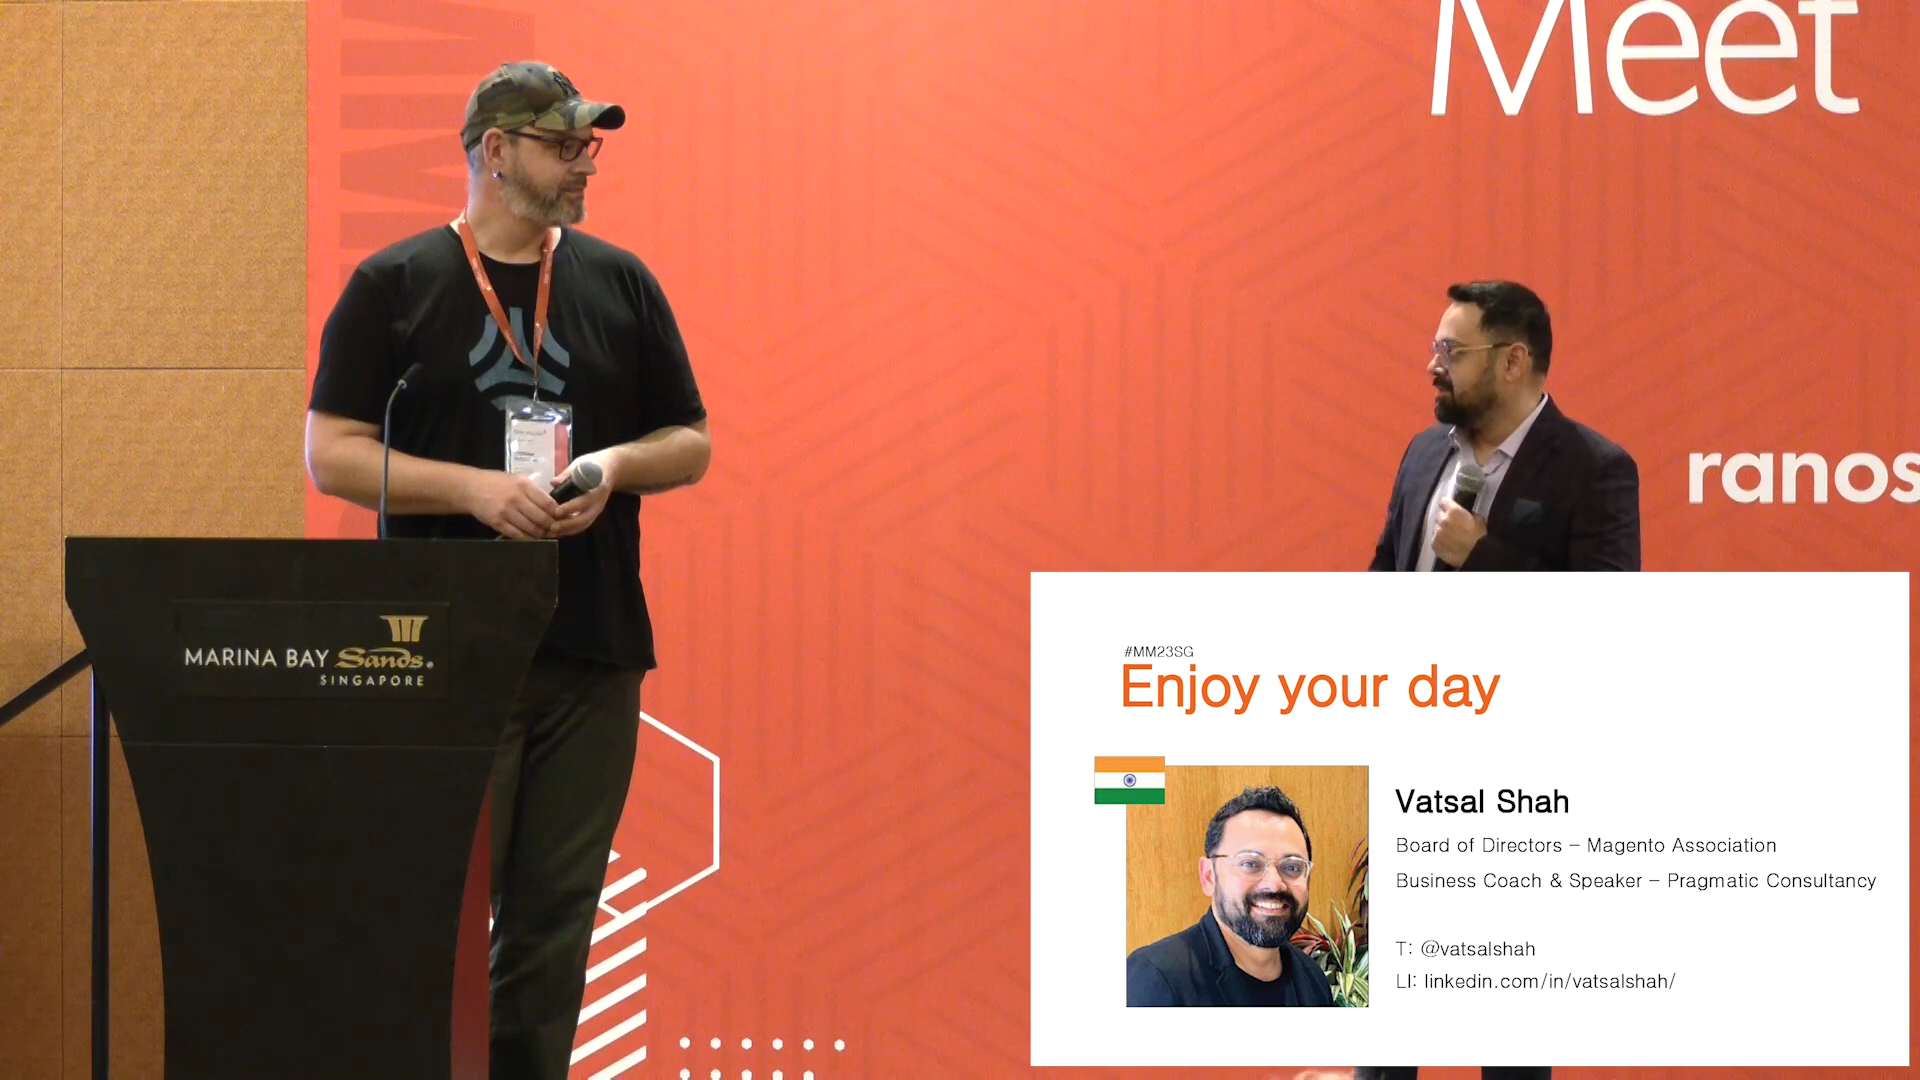 Meet
ranos
MARINA BAY Sands.
SINGAPORE
#MM23SG
Enjoy your day
Vatsal Shah
Board of Directors – Magento Association
Business Coach & Speaker – Pragmatic Consultancy
T: @vatsalshah
LI: linkedin.com/in/vatsalshah/